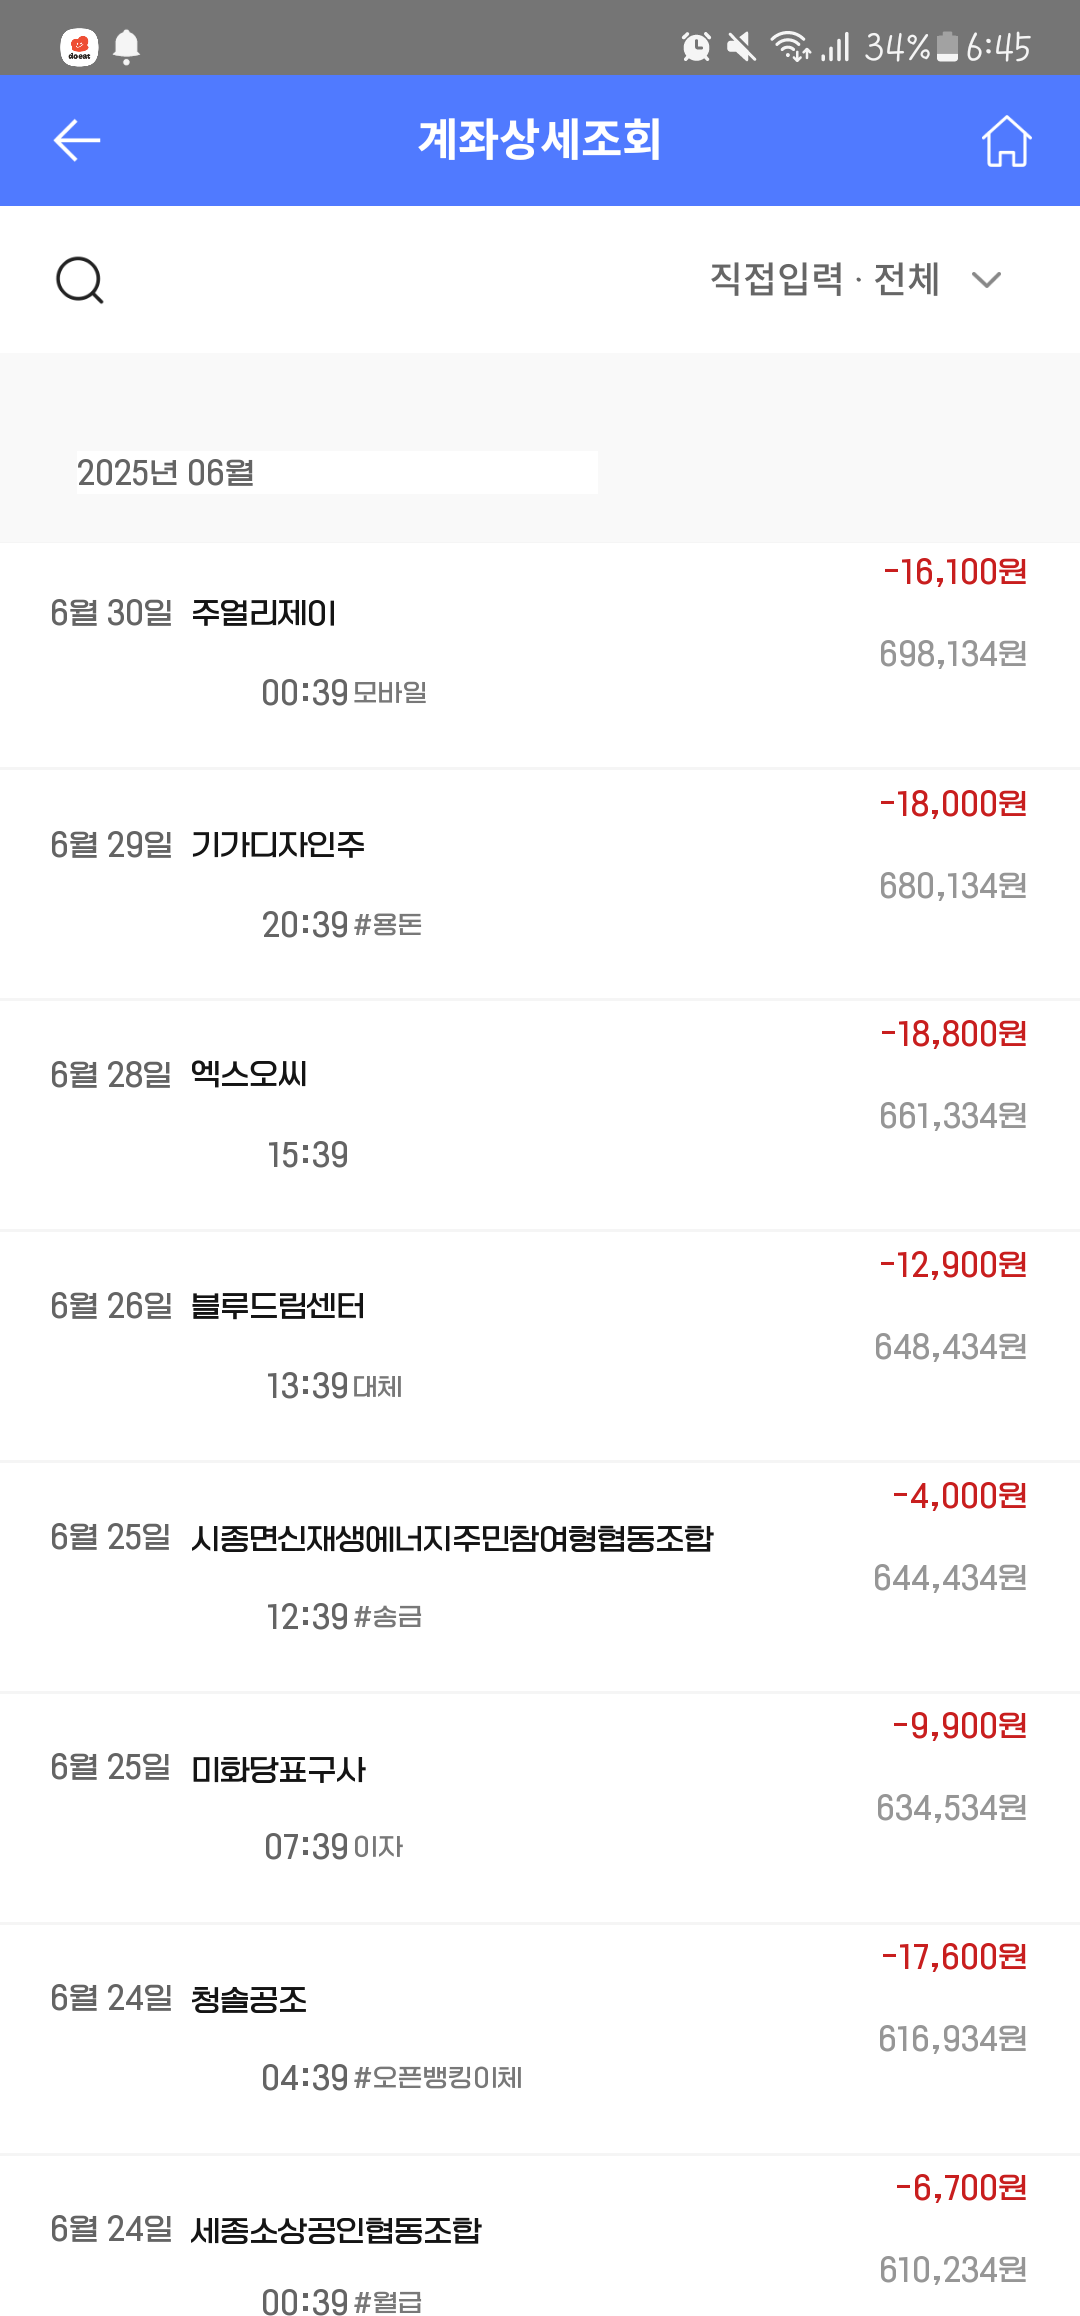 doeat
34% 6:45
계좌상세조회
직접입력 · 전체
2025년 06월
-16,100원
6월 30일 주얼리제이
698,134원
00:39 모바일
-18,000원
6월 29일 기가디자인주
680,134원
20:39 #용돈
-18,800원
6월 28일 엑스오씨
661,334원
15:39
-12,900원
6월 26일 블루드림센터
648,434원
13:39 대체
-4,000원
6월 25일 시종면신재생에너지주민참여형협동조합
644,434원
12:39 #송금
-9,900원
6월 25일 미화당표구사
634,534원
07:39 이자
-17,600원
6월 24일 청솔공조
616,934원
04:39 #오픈뱅킹이체
-6,700원
6월 24일 세종소상공인협동조합
610,234원
00:39 #월급